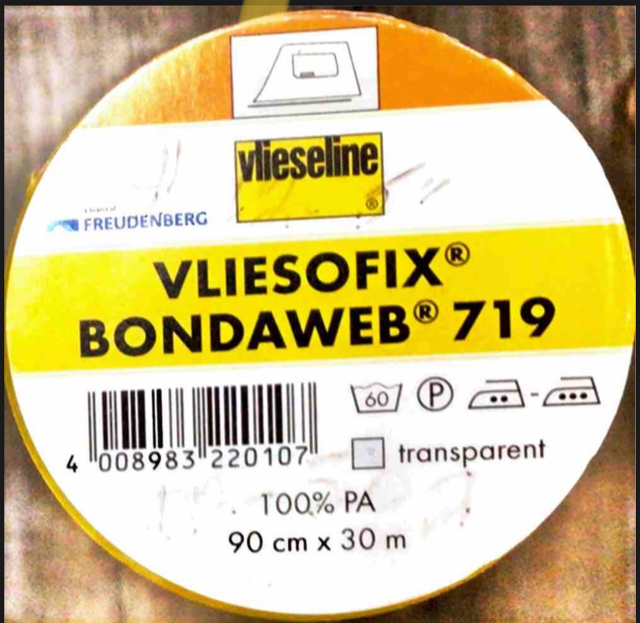 vlieseline
®
FREUDENBERG
VLIESOFIX®
BONDAWEB® 719
60 P
4 008983 220107
transparent
100% PA
90 cm x 30 m